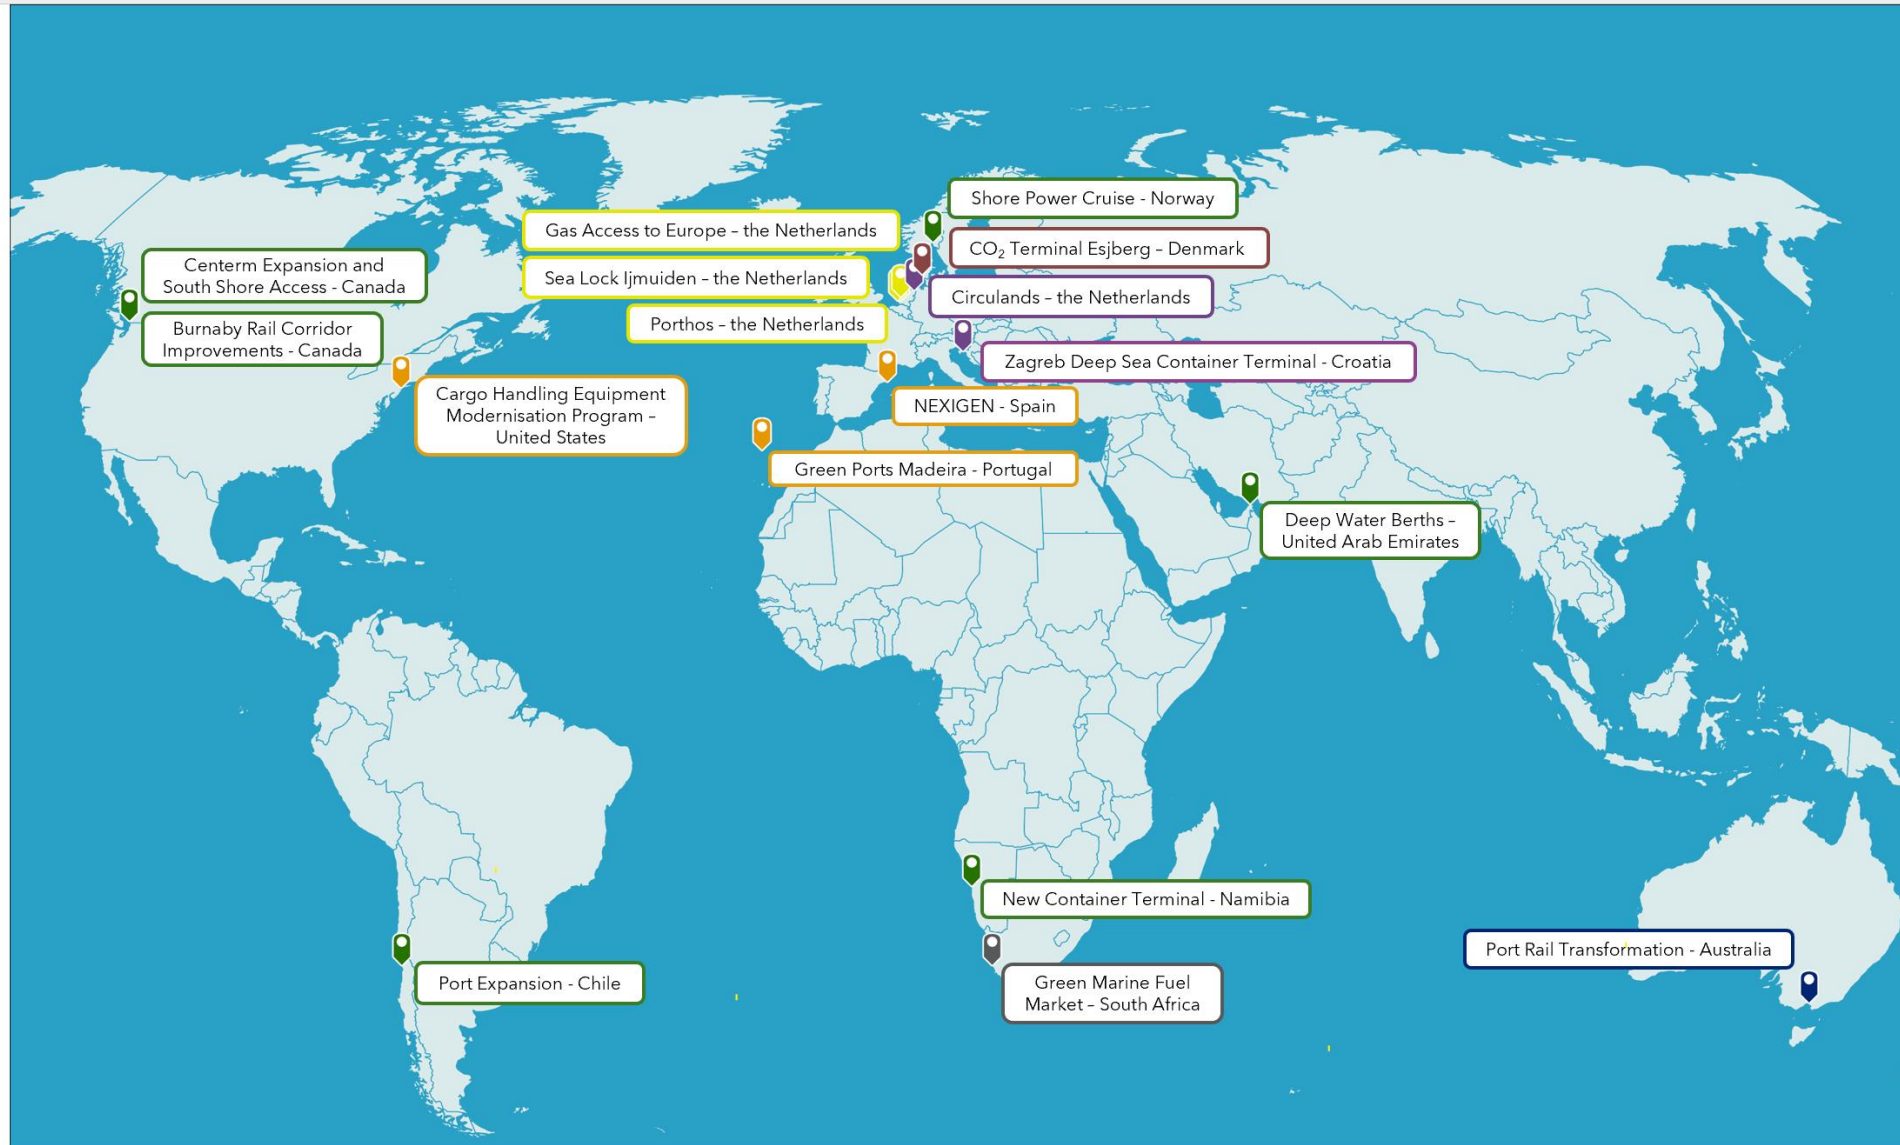 Shore Power Cruise - Norway
Gas Access to Europe – the Netherlands
CO₂ Terminal Esjberg – Denmark
Centerm Expansion and
South Shore Access - Canada
Sea Lock Ijmuiden – the Netherlands
Circulands – the Netherlands
Burnaby Rail Corridor
Improvements - Canada
Porthos – the Netherlands
Zagreb Deep Sea Container Terminal - Croatia
Cargo Handling Equipment
Modernisation Program –
United States
NEXIGEN - Spain
Green Ports Madeira - Portugal
Deep Water Berths –
United Arab Emirates
New Container Terminal - Namibia
Port Rail Transformation - Australia
Port Expansion - Chile
Green Marine Fuel
Market – South Africa